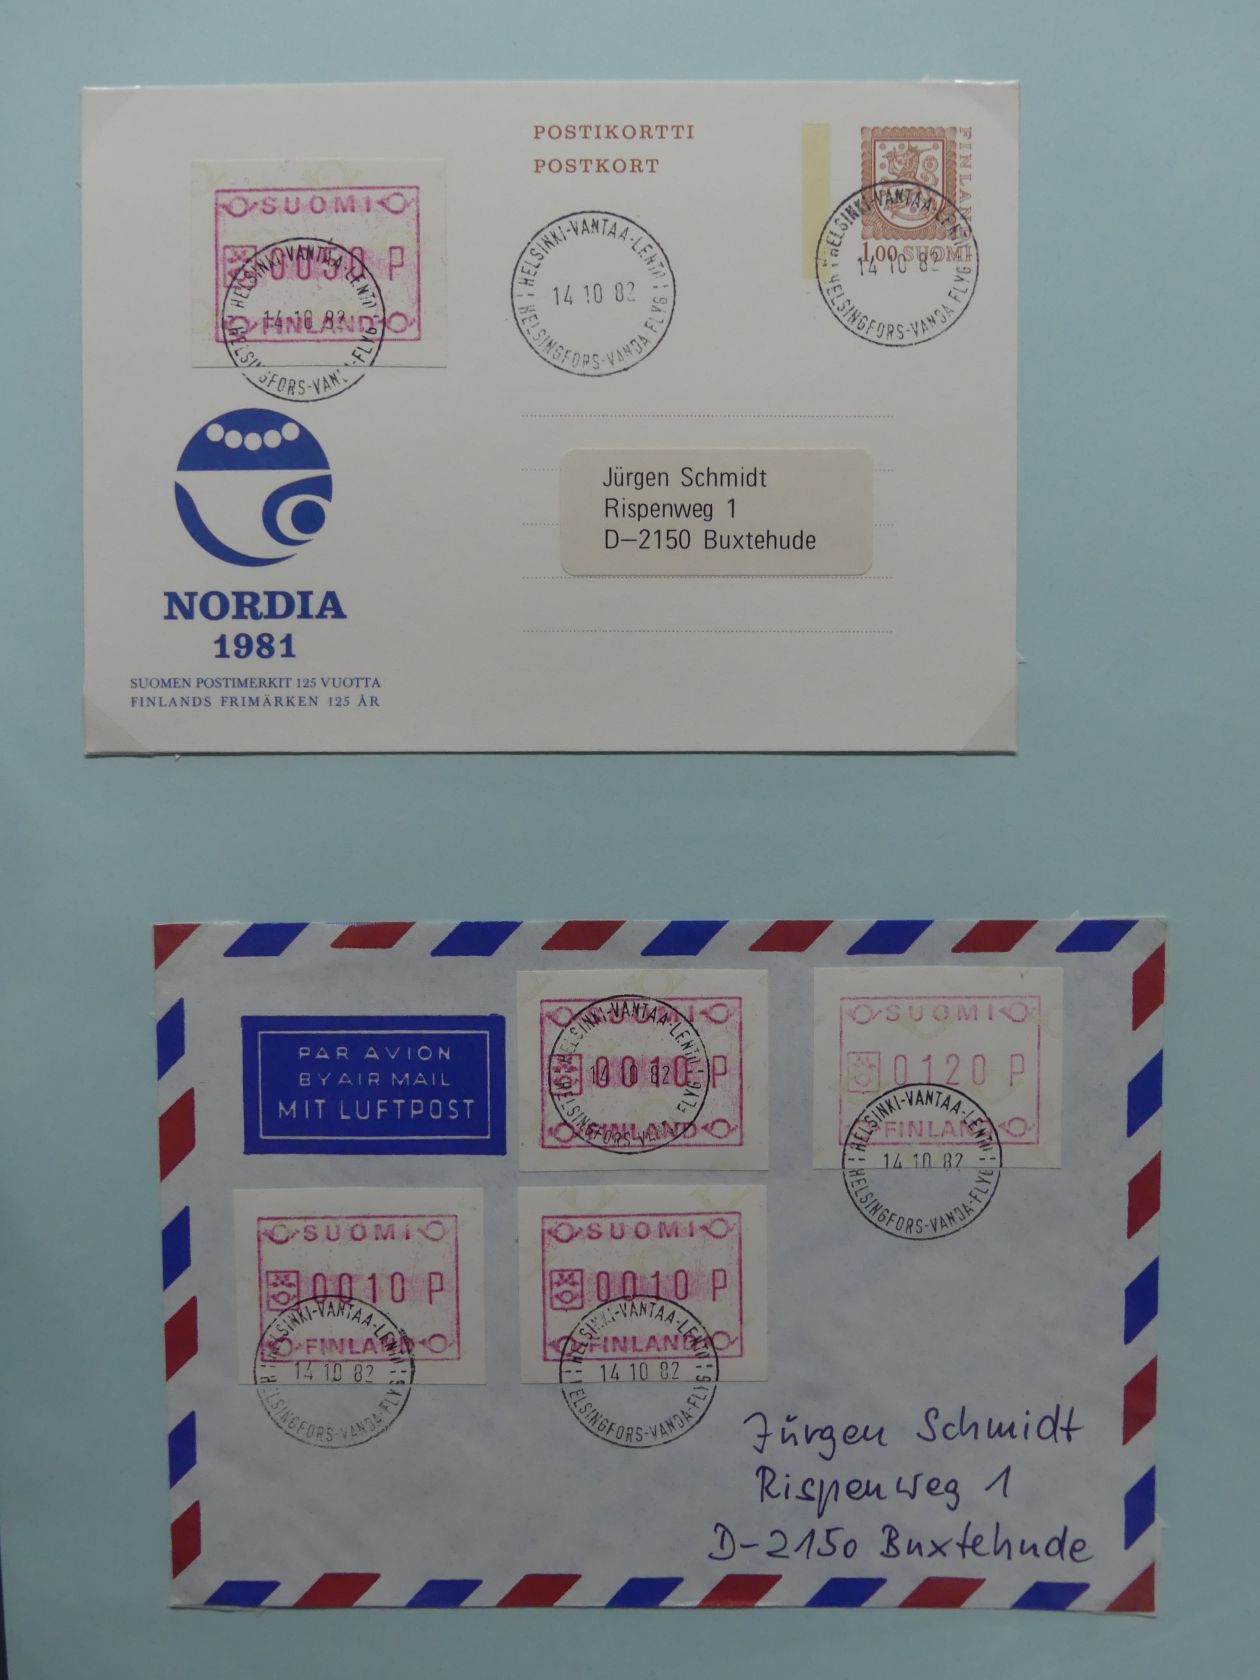 POSTIKORTTI
POSTKORT
FINLAND
1,00 SUOMI
HELSINKI-VANTAA-LENTO
14 10 82
HELSINGFORS-VANDA FLYG
SUOMI
0050 P
FINLAND
HELSINKI-VANTAA-LENTO
14 10 82
HELSINGFORS-VANDA-FLYG
HELSINKI-VANTAA-LENTO
14 10 82
HELSINGFORS-VANDA FLYG
Jürgen Schmidt
Rispenweg 1
D-2150 Buxtehude
NORDIA
1981
SUOMEN POSTIMERKIT 125 VUOTTA
FINLANDS FRIMÄRKEN 125 ÅR
PAR AVION
BY AIR MAIL
MIT LUFTPOST
SUOMI
0010 P
FINLAND
HELSINKI-VANTAA-LENTO
14 10 82
HELSINGFORS-VANDA FLYG
SUOMI
0120 P
FINLAND
HELSINKI-VANTAA-LENTO
14 10 82
HELSINGFORS-VANDA-FLYG
SUOMI
0010 P
FINLAND
HELSINKI-VANTAA-LENTO
14 10 82
HELSINGFORS-VANDA-FLYG
SUOMI
0010 P
FINLAND
HELSINKI-VANTAA-LENTO
14 10 82
HELSINGFORS-VANDA-FLYG
Jürgen Schmidt
Rispenweg 1
D-2150 Buxtehude